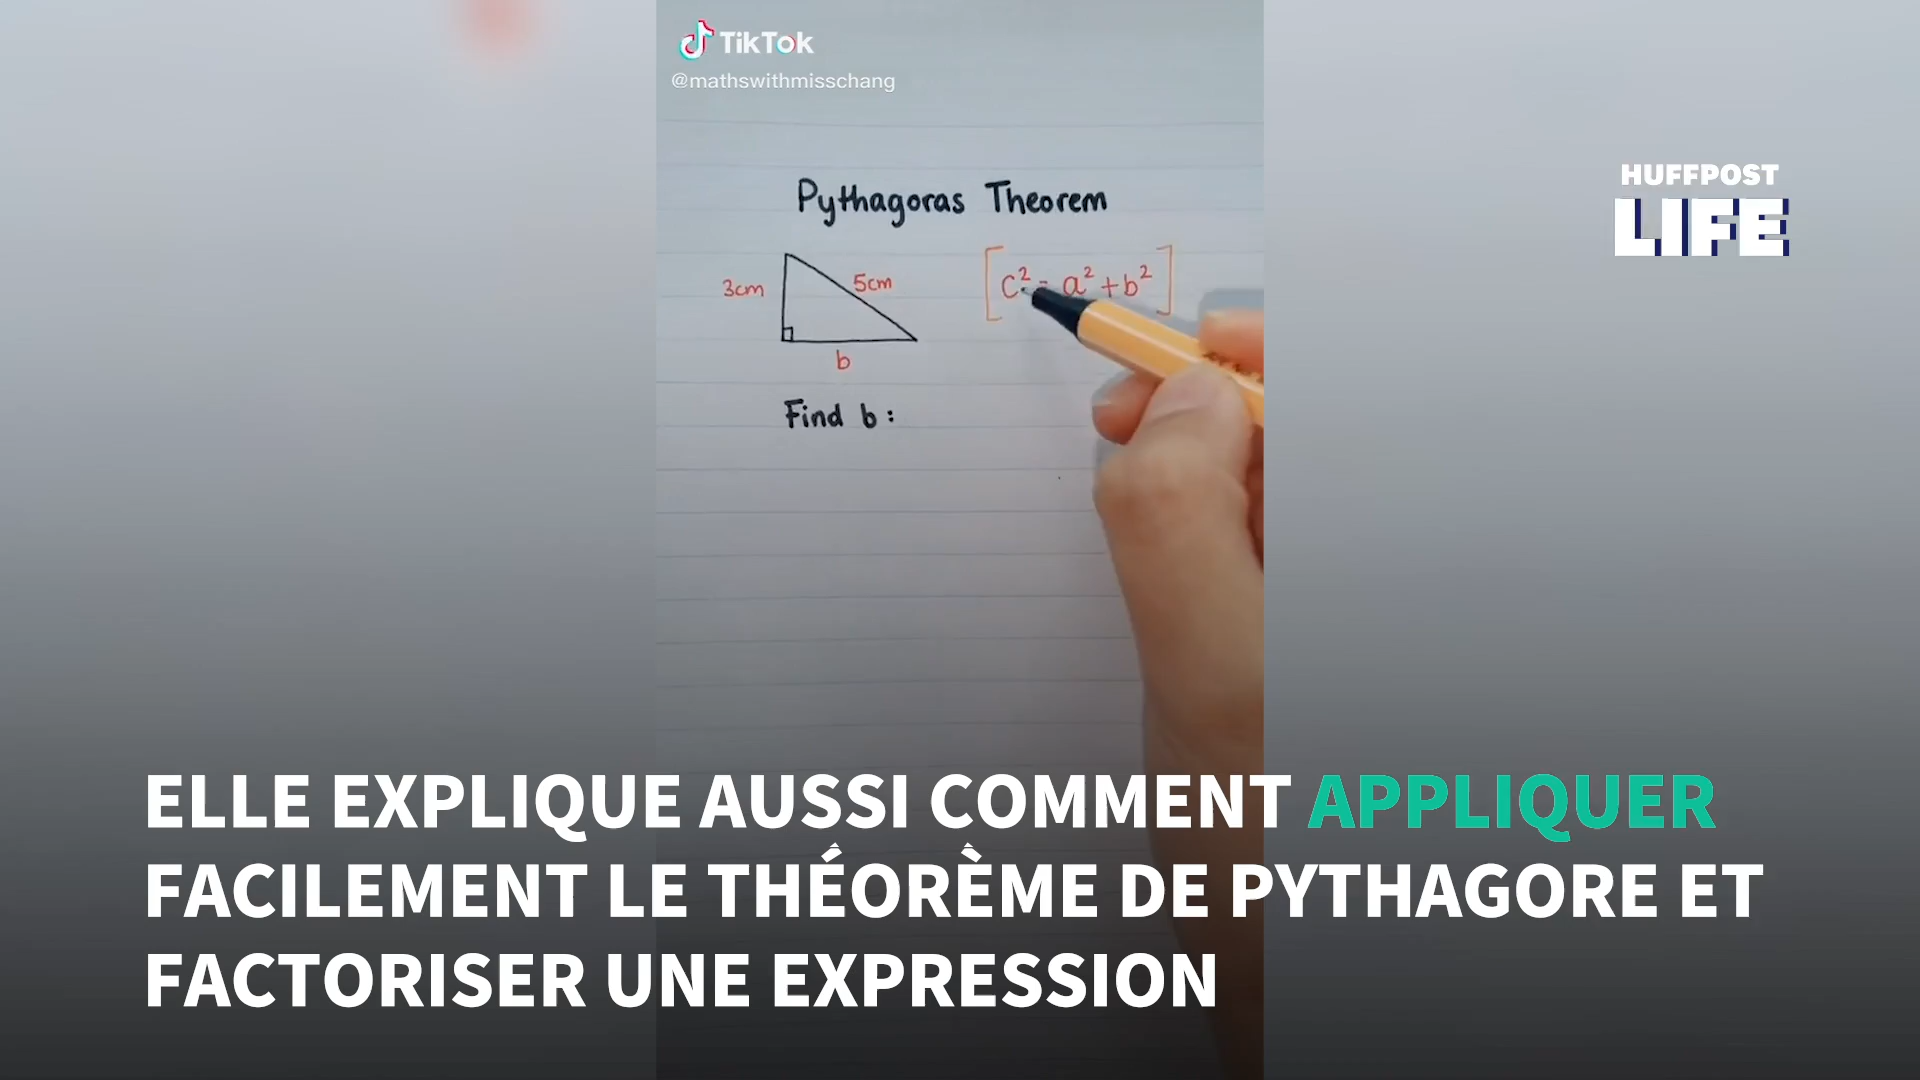 TikTok
@mathswithmisschang
HUFFPOST
LIFE
Pythagoras Theorem
3cm
5cm
[c² = a² + b²]
b
Find b:
ELLE EXPLIQUE AUSSI COMMENT APPLIQUER
FACILEMENT LE THÉORÈME DE PYTHAGORE ET
FACTORISER UNE EXPRESSION